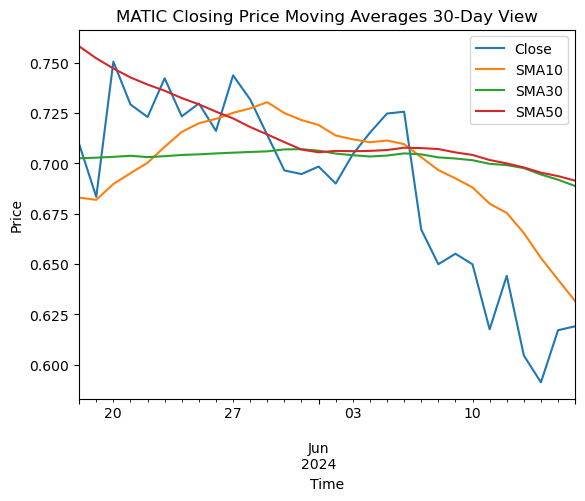 MATIC Closing Price Moving Averages 30-Day View
Close
SMA10
SMA30
SMA50
Price
0.750
0.725
0.700
0.675
0.650
0.625
0.600
20
27
03
10
Jun
2024
Time